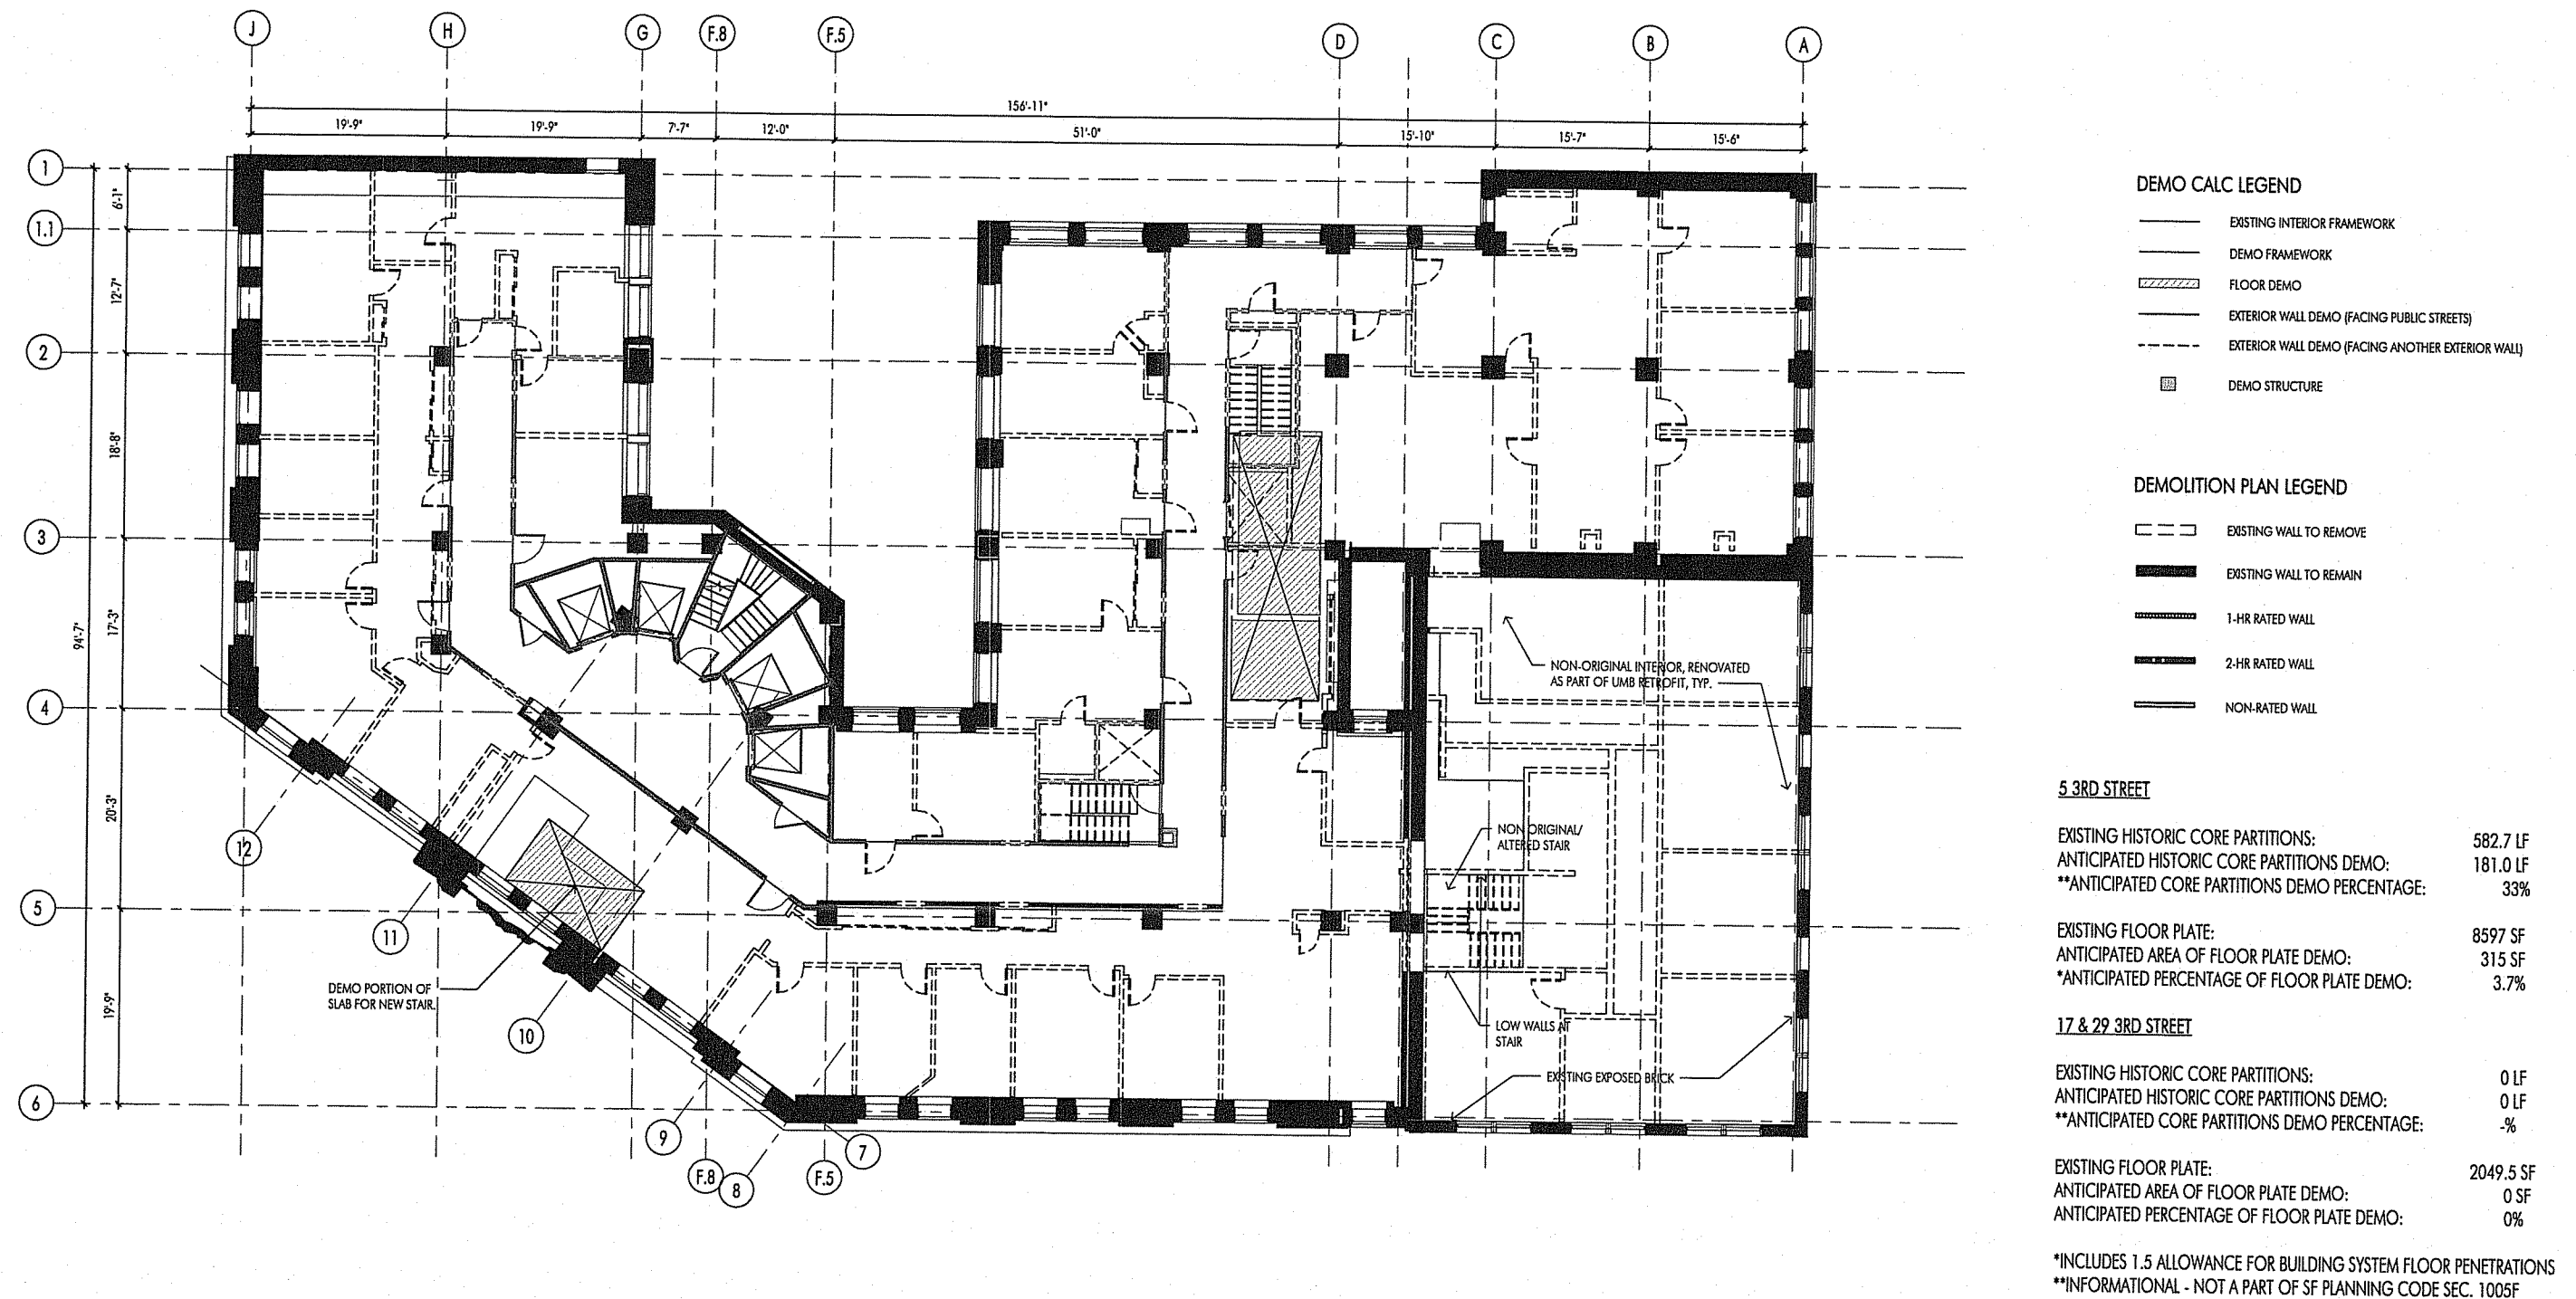 J H G F.8 F.5 D C B A
156'-11"
19'-9" 19'-9" 7'-7" 12'-0" 51'-0" 15'-10" 15'-7" 15'-6"
1
6'-1"
1.1
12'-7"
2
18'-8"
3
94'-7"
17'-3"
4
20'-3"
5
19'-9"
6
12
11
10
9
F.8
8
F.5
7
DEMO PORTION OF
SLAB FOR NEW STAIR.
NON-ORIGINAL INTERIOR, RENOVATED
AS PART OF UMB RETROFIT, TYP.
NON ORIGINAL/
ALTERED STAIR
LOW WALLS AT
STAIR
EXISTING EXPOSED BRICK
DEMO CALC LEGEND
EXISTING INTERIOR FRAMEWORK
DEMO FRAMEWORK
FLOOR DEMO
EXTERIOR WALL DEMO (FACING PUBLIC STREETS)
EXTERIOR WALL DEMO (FACING ANOTHER EXTERIOR WALL)
DEMO STRUCTURE
DEMOLITION PLAN LEGEND
EXISTING WALL TO REMOVE
EXISTING WALL TO REMAIN
1-HR RATED WALL
2-HR RATED WALL
NON-RATED WALL
5 3RD STREET
EXISTING HISTORIC CORE PARTITIONS: 582.7 LF
ANTICIPATED HISTORIC CORE PARTITIONS DEMO: 181.0 LF
**ANTICIPATED CORE PARTITIONS DEMO PERCENTAGE: 33%
EXISTING FLOOR PLATE: 8597 SF
ANTICIPATED AREA OF FLOOR PLATE DEMO: 315 SF
*ANTICIPATED PERCENTAGE OF FLOOR PLATE DEMO: 3.7%
17 & 29 3RD STREET
EXISTING HISTORIC CORE PARTITIONS: 0 LF
ANTICIPATED HISTORIC CORE PARTITIONS DEMO: 0 LF
**ANTICIPATED CORE PARTITIONS DEMO PERCENTAGE: -%
EXISTING FLOOR PLATE: 2049.5 SF
ANTICIPATED AREA OF FLOOR PLATE DEMO: 0 SF
ANTICIPATED PERCENTAGE OF FLOOR PLATE DEMO: 0%
*INCLUDES 1.5 ALLOWANCE FOR BUILDING SYSTEM FLOOR PENETRATIONS
**INFORMATIONAL - NOT A PART OF SF PLANNING CODE SEC. 1005F